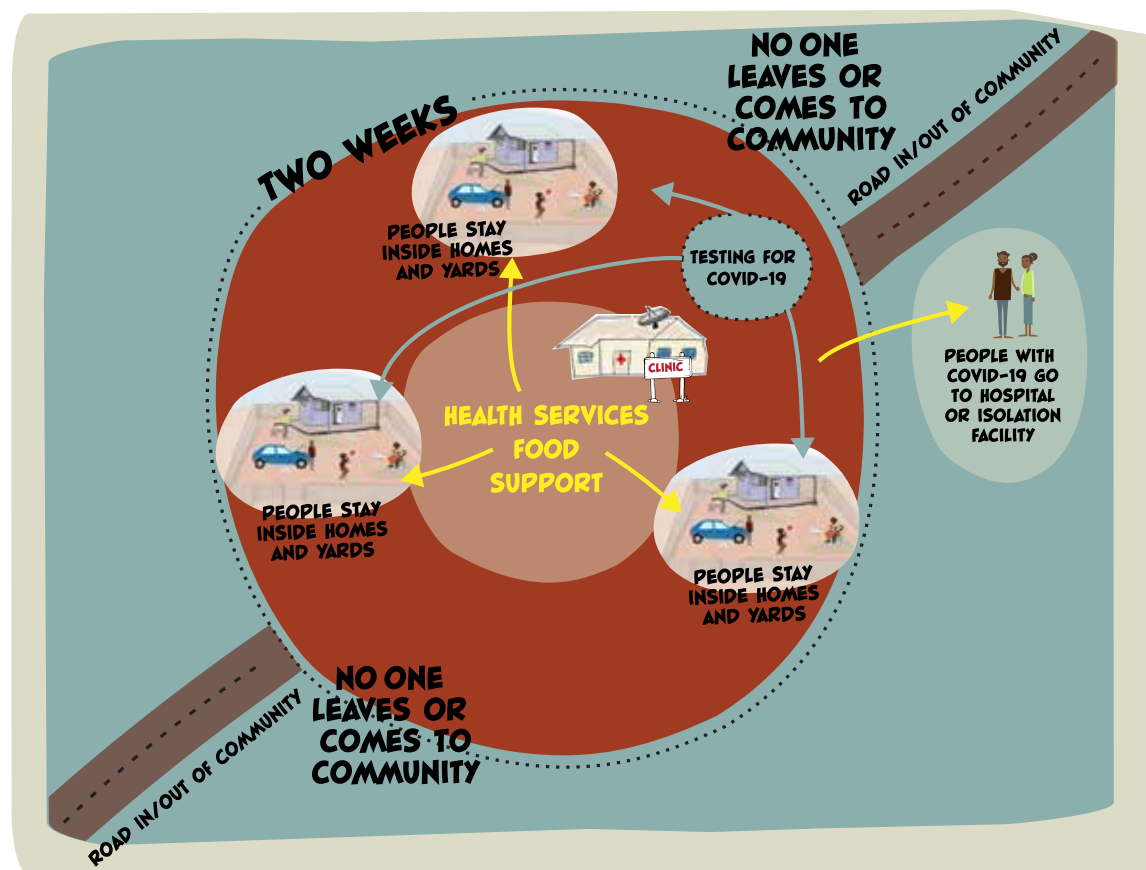 NO ONE
LEAVES OR
COMES TO
COMMUNITY
ROAD IN/OUT OF COMMUNITY
TWO WEEKS
PEOPLE STAY
INSIDE HOMES
AND YARDS
TESTING FOR
COVID-19
CLINIC
PEOPLE WITH
COVID-19 GO
TO HOSPITAL
OR ISOLATION
FACILITY
HEALTH SERVICES
FOOD
SUPPORT
PEOPLE STAY
INSIDE HOMES
AND YARDS
PEOPLE STAY
INSIDE HOMES
AND YARDS
NO ONE
LEAVES OR
COMES TO
COMMUNITY
ROAD IN/OUT OF COMMUNITY